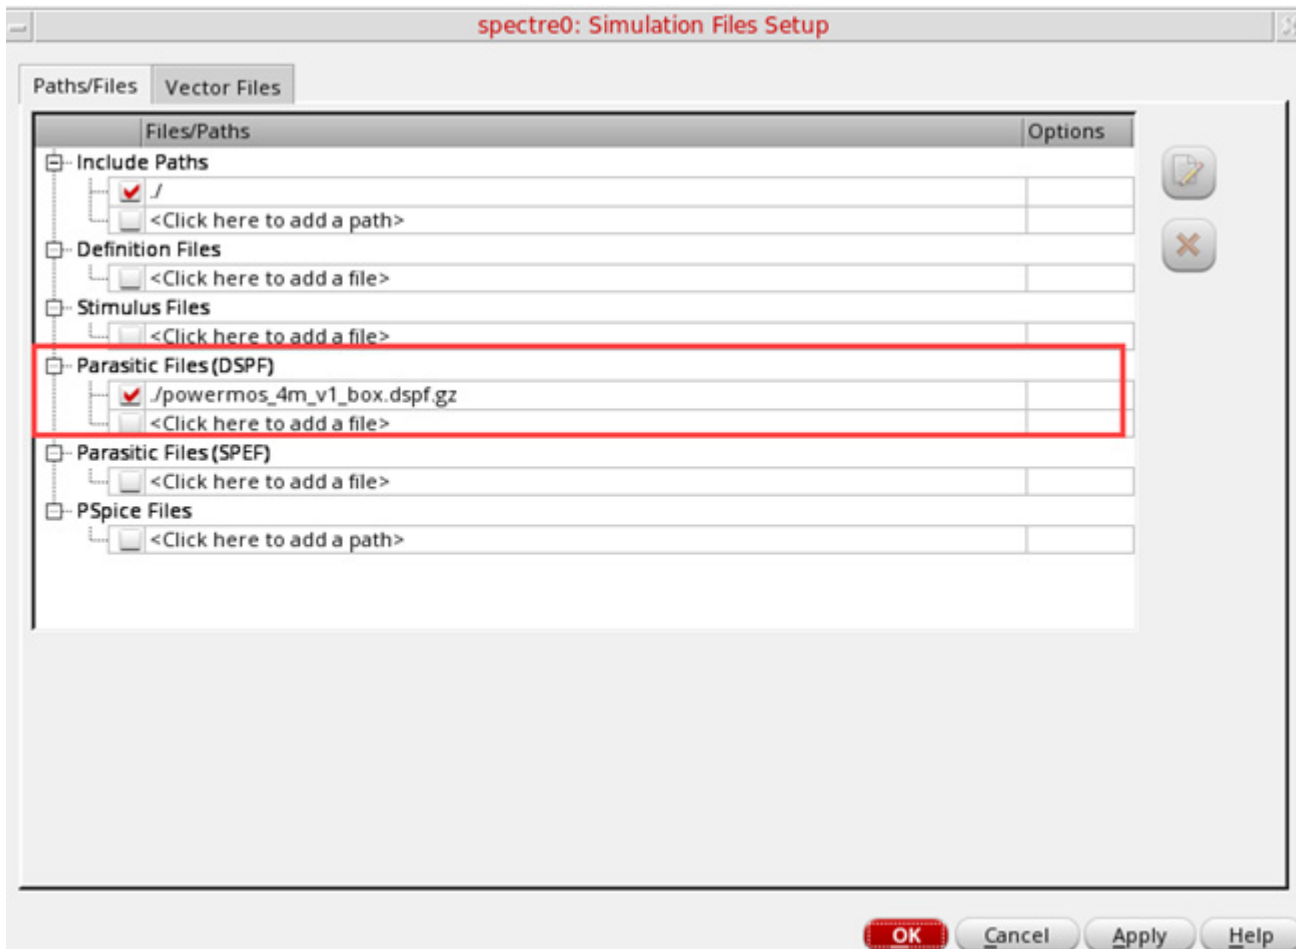 spectre0: Simulation Files Setup
Paths/Files Vector Files
Files/Paths Options
Include Paths
./
<Click here to add a path>
Definition Files
<Click here to add a file>
Stimulus Files
<Click here to add a file>
Parasitic Files (DSPF)
./powermos_4m_v1_box.dspf.gz
<Click here to add a file>
Parasitic Files (SPEF)
<Click here to add a file>
PSpice Files
<Click here to add a path>
OK Cancel Apply Help